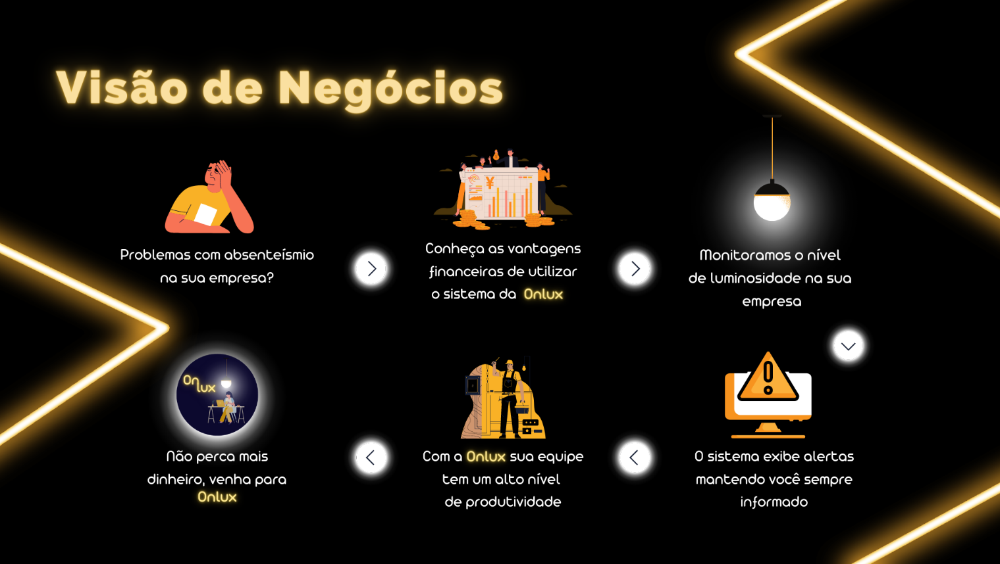 Visão de Negócios
Problemas com absenteísmio
na sua empresa?
Conheça as vantagens
financeiras de utilizar
o sistema da Onlux
Monitoramos o nível
de luminosidade na sua
empresa
O sistema exibe alertas
mantendo você sempre
informado
Com a Onlux sua equipe
tem um alto nível
de produtividade
On
lux
Não perca mais
dinheiro, venha para
Onlux